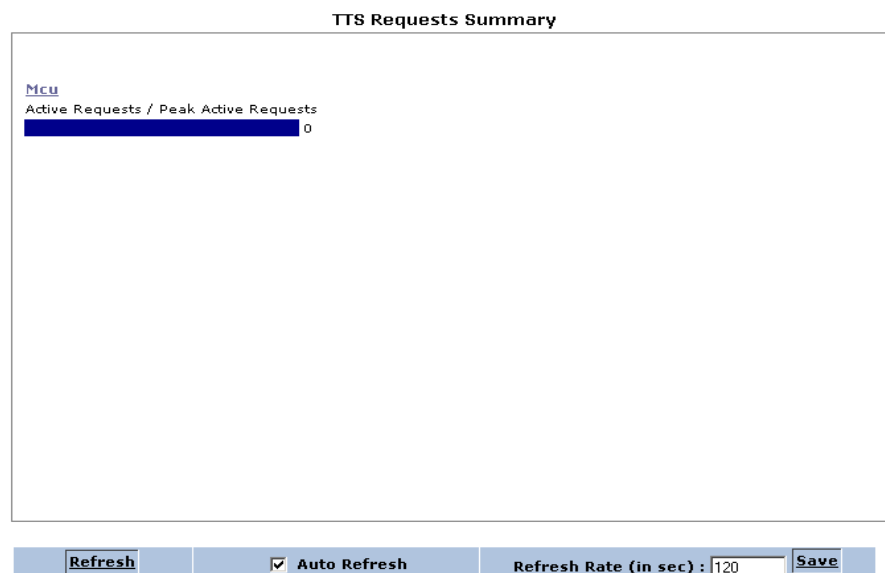 TTS Requests Summary
Mcu
Active Requests / Peak Active Requests
0
Refresh Auto Refresh Refresh Rate (in sec) : 120 Save